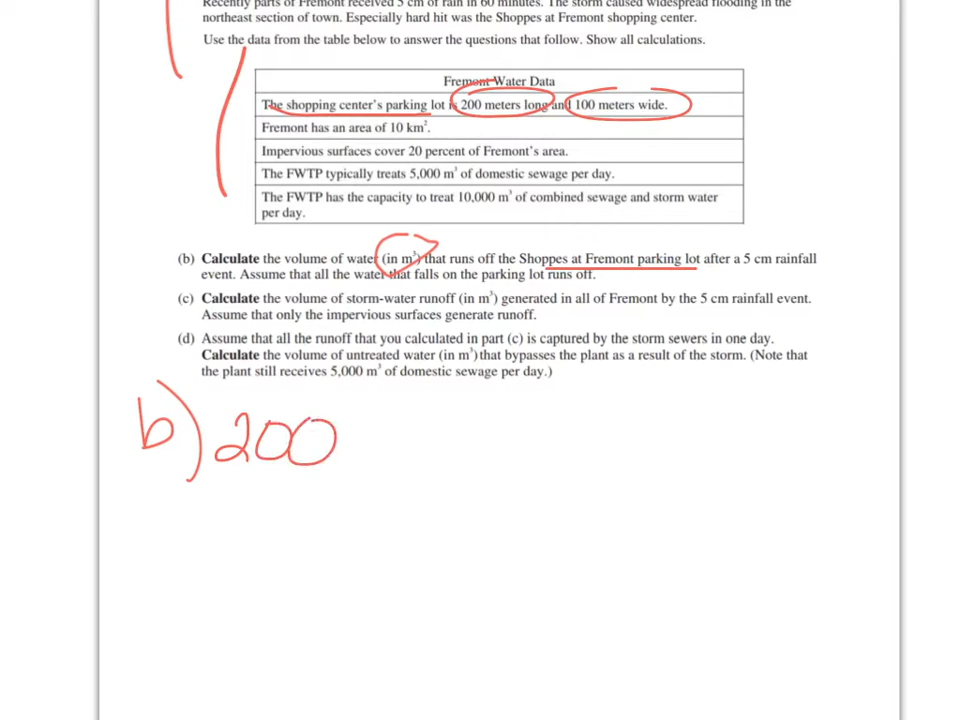 Recently parts of Fremont received 5 cm of rain in 60 minutes. The storm caused widespread flooding in the
northeast section of town. Especially hard hit was the Shoppes at Fremont shopping center.
Use the data from the table below to answer the questions that follow. Show all calculations.
Fremont Water Data
The shopping center's parking lot is 200 meters long and 100 meters wide.
Fremont has an area of 10 km².
Impervious surfaces cover 20 percent of Fremont's area.
The FWTP typically treats 5,000 m³ of domestic sewage per day.
The FWTP has the capacity to treat 10,000 m³ of combined sewage and storm water
per day.
(b) Calculate the volume of water (in m³) that runs off the Shoppes at Fremont parking lot after a 5 cm rainfall
event. Assume that all the water that falls on the parking lot runs off.
(c) Calculate the volume of storm-water runoff (in m³) generated in all of Fremont by the 5 cm rainfall event.
Assume that only the impervious surfaces generate runoff.
(d) Assume that all the runoff that you calculated in part (c) is captured by the storm sewers in one day.
Calculate the volume of untreated water (in m³) that bypasses the plant as a result of the storm. (Note that
the plant still receives 5,000 m³ of domestic sewage per day.)
b) 200